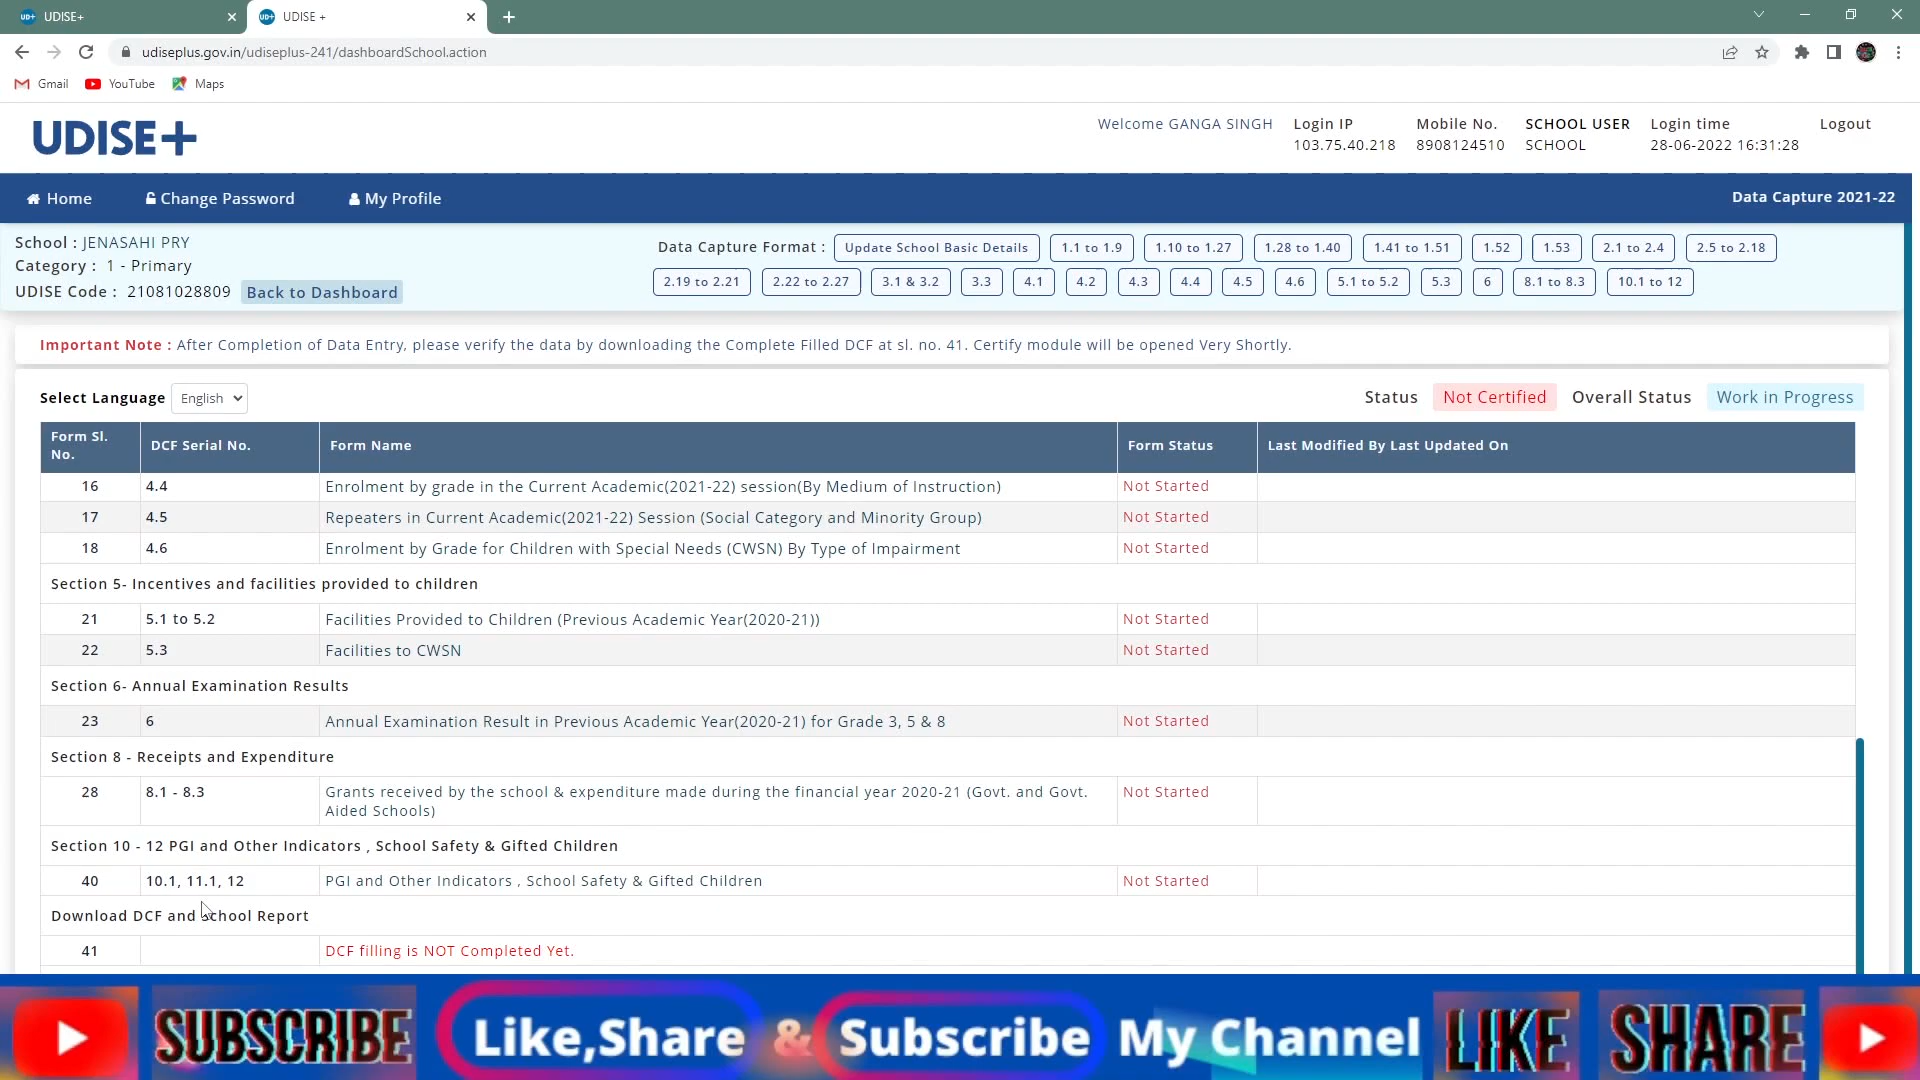 UDISE+
UDISE +
udiseplus.gov.in/udiseplus-241/dashboardSchool.action
Gmail YouTube Maps
UDISE+
Welcome GANGA SINGH
Login IP
103.75.40.218
Mobile No.
8908124510
SCHOOL USER
SCHOOL
Login time
28-06-2022 16:31:28
Logout
Home Change Password My Profile Data Capture 2021-22
School : JENASAHI PRY
Category : 1 - Primary
UDISE Code : 21081028809 Back to Dashboard
Data Capture Format : Update School Basic Details 1.1 to 1.9 1.10 to 1.27 1.28 to 1.40 1.41 to 1.51 1.52 1.53 2.1 to 2.4 2.5 to 2.18
2.19 to 2.21 2.22 to 2.27 3.1 & 3.2 3.3 4.1 4.2 4.3 4.4 4.5 4.6 5.1 to 5.2 5.3 6 8.1 to 8.3 10.1 to 12
Important Note : After Completion of Data Entry, please verify the data by downloading the Complete Filled DCF at sl. no. 41. Certify module will be opened Very Shortly.
Select Language English Status Not Certified Overall Status Work in Progress
Form Sl. No. DCF Serial No. Form Name Form Status Last Modified By Last Updated On
16 4.4 Enrolment by grade in the Current Academic(2021-22) session(By Medium of Instruction) Not Started
17 4.5 Repeaters in Current Academic(2021-22) Session (Social Category and Minority Group) Not Started
18 4.6 Enrolment by Grade for Children with Special Needs (CWSN) By Type of Impairment Not Started
Section 5- Incentives and facilities provided to children
21 5.1 to 5.2 Facilities Provided to Children (Previous Academic Year(2020-21)) Not Started
22 5.3 Facilities to CWSN Not Started
Section 6- Annual Examination Results
23 6 Annual Examination Result in Previous Academic Year(2020-21) for Grade 3, 5 & 8 Not Started
Section 8 - Receipts and Expenditure
28 8.1 - 8.3 Grants received by the school & expenditure made during the financial year 2020-21 (Govt. and Govt. Not Started
Aided Schools)
Section 10 - 12 PGI and Other Indicators , School Safety & Gifted Children
40 10.1, 11.1, 12 PGI and Other Indicators , School Safety & Gifted Children Not Started
Download DCF and School Report
41 DCF filling is NOT Completed Yet.
SUBSCRIBE Like,Share & Subscribe My Channel LIKE SHARE